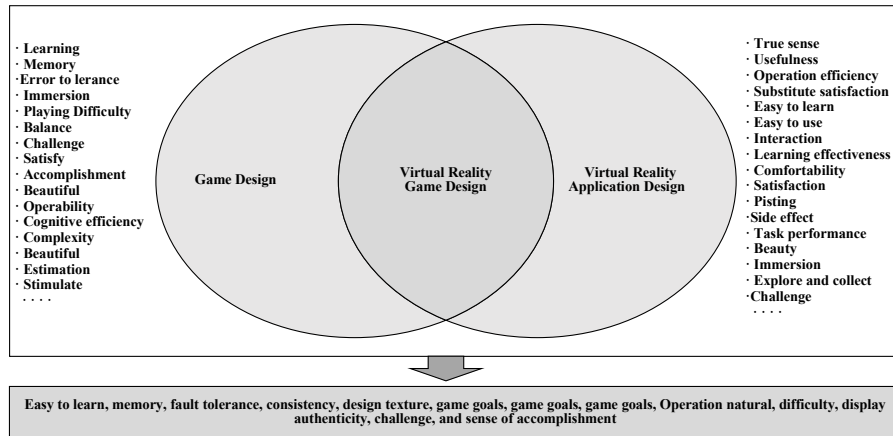 · Learning
· Memory
·Error to lerance
· Immersion
· Playing Difficulty
· Balance
· Challenge
· Satisfy
· Accomplishment
· Beautiful
· Operability
· Cognitive efficiency
· Complexity
· Beautiful
· Estimation
· Stimulate
· · · ·
Game Design
Virtual Reality
Game Design
Virtual Reality
Application Design
· True sense
· Usefulness
· Operation efficiency
· Substitute satisfaction
· Easy to learn
· Easy to use
· Interaction
· Learning effectiveness
· Comfortability
· Satisfaction
· Pisting
·Side effect
· Task performance
· Beauty
· Immersion
· Explore and collect
·Challenge
· · · ·
Easy to learn, memory, fault tolerance, consistency, design texture, game goals, game goals, game goals, Operation natural, difficulty, display
authenticity, challenge, and sense of accomplishment